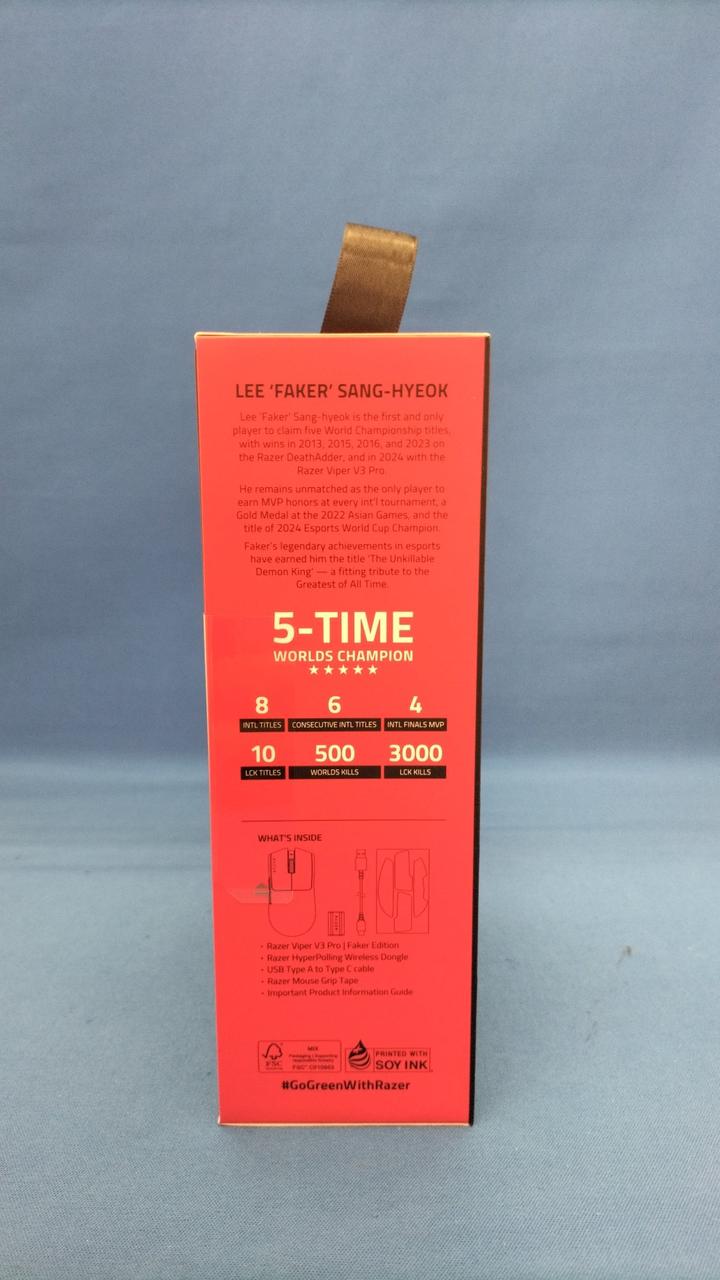 LEE 'FAKER' SANG-HYEOK
Lee 'Faker' Sang-hyeok is the first and only
player to claim five World Championship titles,
with wins in 2013, 2015, 2016, and 2023 on
the Razer DeathAdder, and in 2024 with the
Razer Viper V3 Pro.
He remains unmatched as the only player to
earn MVP honors at every int'l tournament, a
Gold Medal at the 2022 Asian Games, and the
title of 2024 Esports World Cup Champion.
Faker's legendary achievements in esports
have earned him the title 'The Unkillable
Demon King' — a fitting tribute to the
Greatest of All Time.
5-TIME
WORLDS CHAMPION
8 6 4
INTL TITLES CONSECUTIVE INTL TITLES INTL FINALS MVP
10 500 3000
LCK TITLES WORLDS KILLS LCK KILLS
WHAT'S INSIDE
• Razer Viper V3 Pro | Faker Edition
• Razer HyperPolling Wireless Dongle
• USB Type A to Type C cable
• Razer Mouse Grip Tape
• Important Product Information Guide
FSC
MIX
Packaging | Supporting
responsible forestry
FSC®
PRINTED WITH
SOY INK
#GoGreenWithRazer